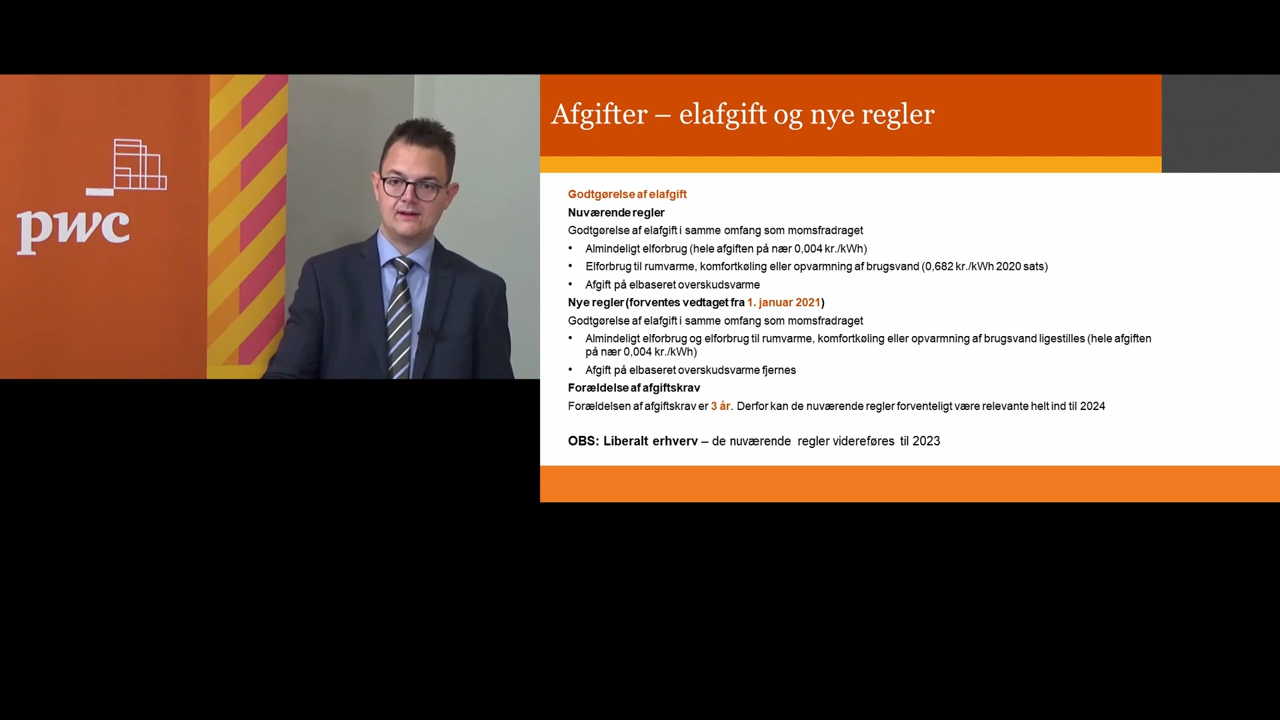 pwc
Afgifter – elafgift og nye regler
Godtgørelse af elafgift
Nuværende regler
Godtgørelse af elafgift i samme omfang som momsfradraget
• Almindeligt elforbrug (hele afgiften på nær 0,004 kr./kWh)
• Elforbrug til rumvarme, komfortkøling eller opvarmning af brugsvand (0,682 kr./kWh 2020 sats)
• Afgift på elbaseret overskudsvarme
Nye regler (forventes vedtaget fra 1. januar 2021)
Godtgørelse af elafgift i samme omfang som momsfradraget
• Almindeligt elforbrug og elforbrug til rumvarme, komfortkøling eller opvarmning af brugsvand ligestilles (hele afgiften
på nær 0,004 kr./kWh)
• Afgift på elbaseret overskudsvarme fjernes
Forældelse af afgiftskrav
Forældelsen af afgiftskrav er 3 år. Derfor kan de nuværende regler forventeligt være relevante helt ind til 2024
OBS: Liberalt erhverv – de nuværende regler videreføres til 2023